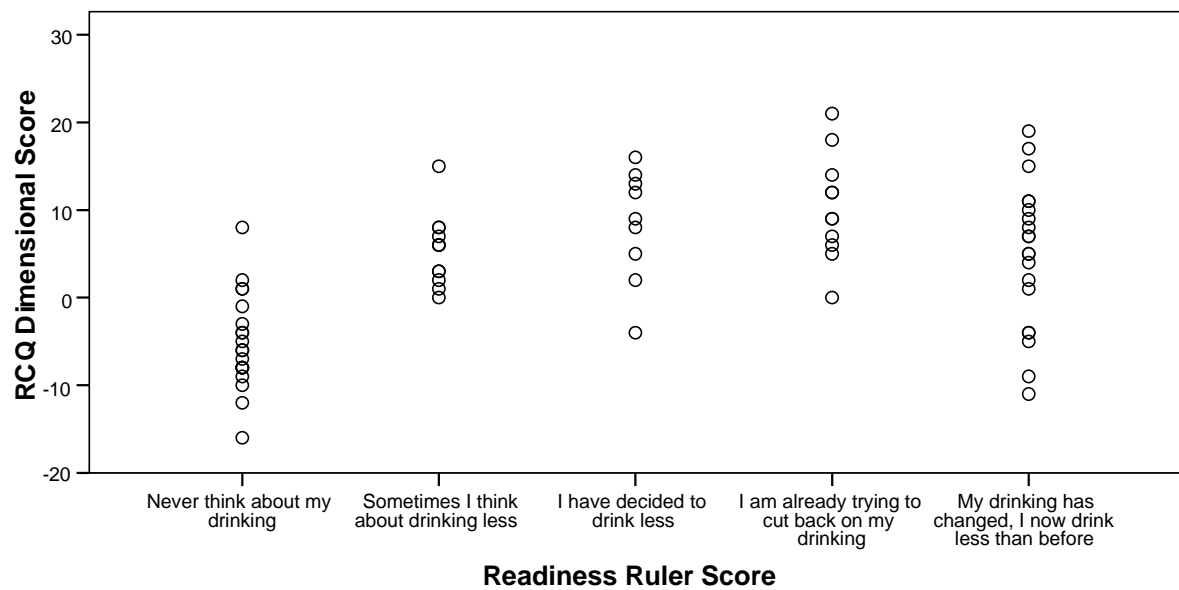 30
20
10
0
-10
-20
RCQ Dimensional Score
Never think about my
drinking
Sometimes I think
about drinking less
I have decided to
drink less
I am already trying to
cut back on my
drinking
My drinking has
changed, I now drink
less than before
Readiness Ruler Score